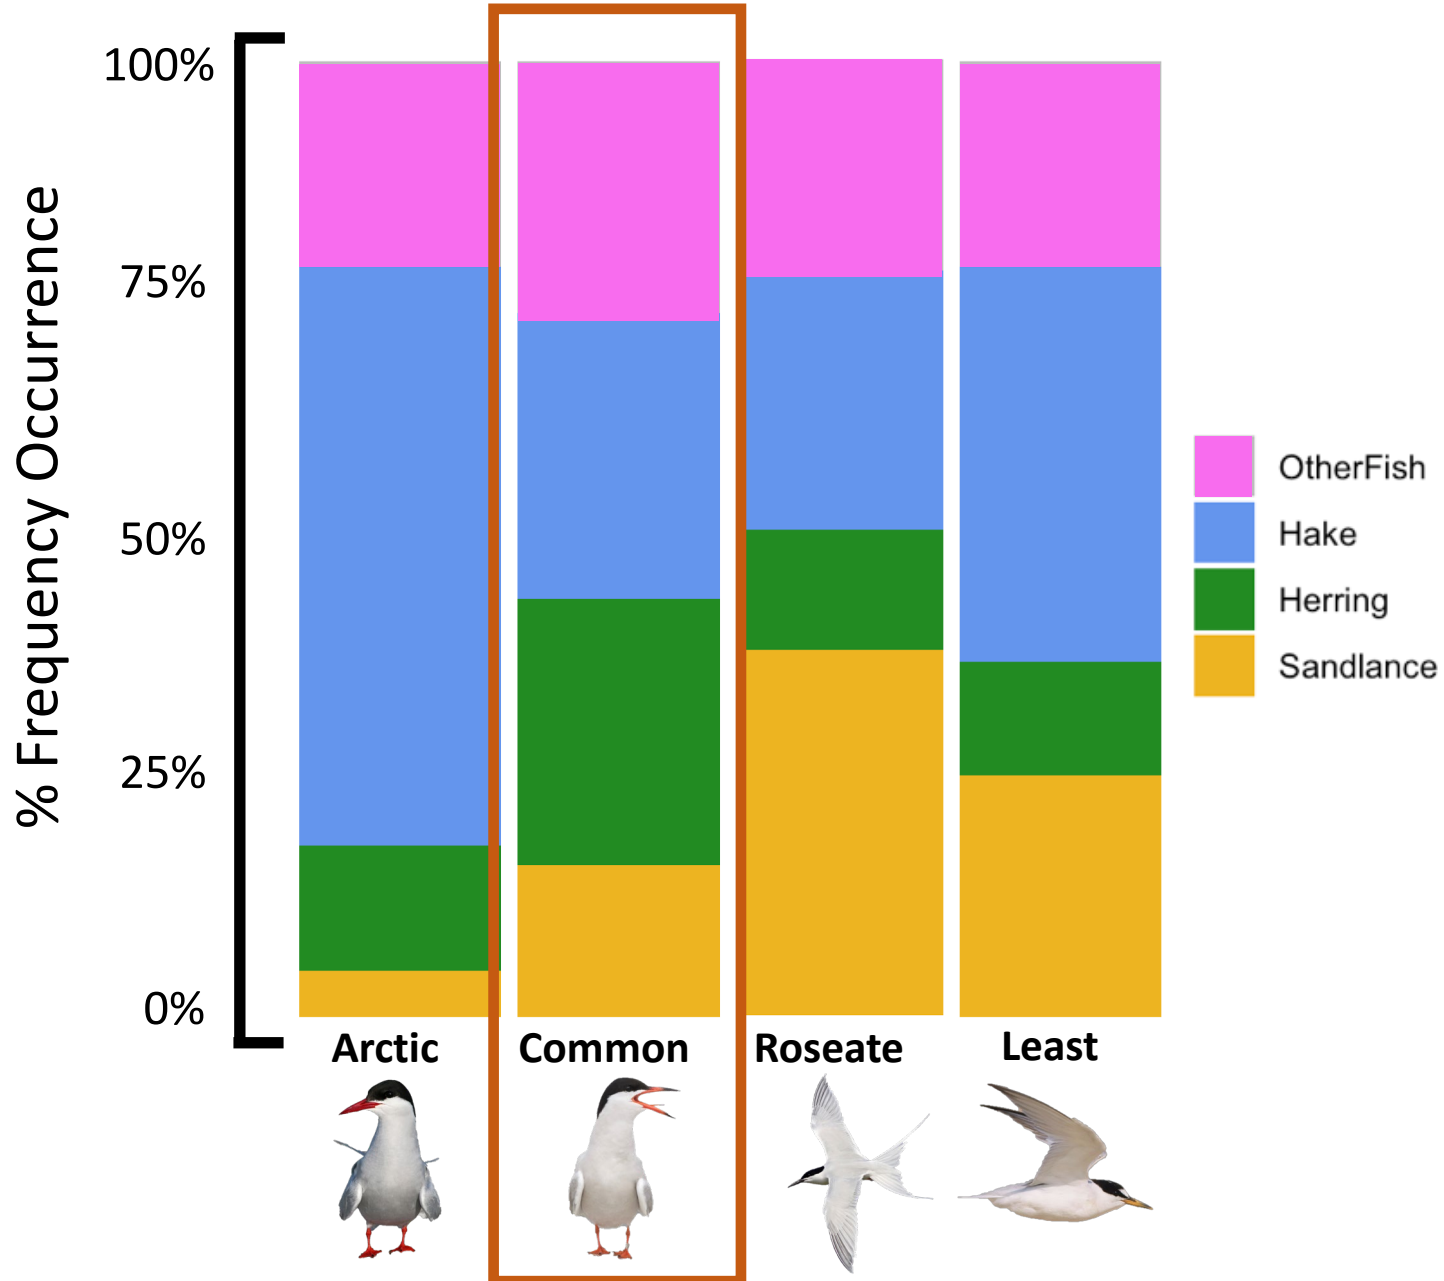 % Frequency Occurrence
100%
75%
50%
25%
0%
Arctic
Common
Roseate
Least
OtherFish
Hake
Herring
Sandlance